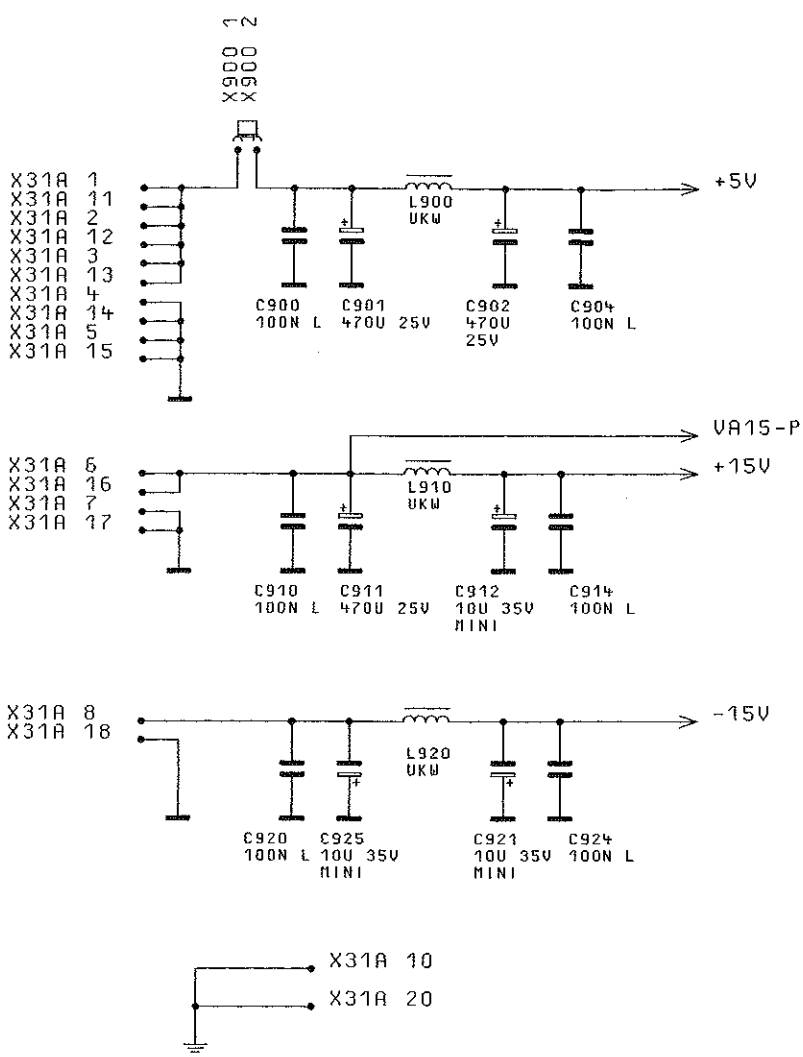 X900 1
X900 2
X31A 1
X31A 11
X31A 2
X31A 12
X31A 3
X31A 13
X31A 4
X31A 14
X31A 5
X31A 15
+5V
L900
UKW
+
+
C900
100N L
C901
470U 25V
C902
470U
25V
C904
100N L
VA15-P
X31A 6
X31A 16
X31A 7
X31A 17
+15V
L910
UKW
+
+
C910
100N L
C911
470U 25V
C912
10U 35V
MINI
C914
100N L
X31A 8
X31A 18
-15V
L920
UKW
+
+
C920
100N L
C925
10U 35V
MINI
C921
10U 35V
MINI
C924
100N L
X31A 10
X31A 20